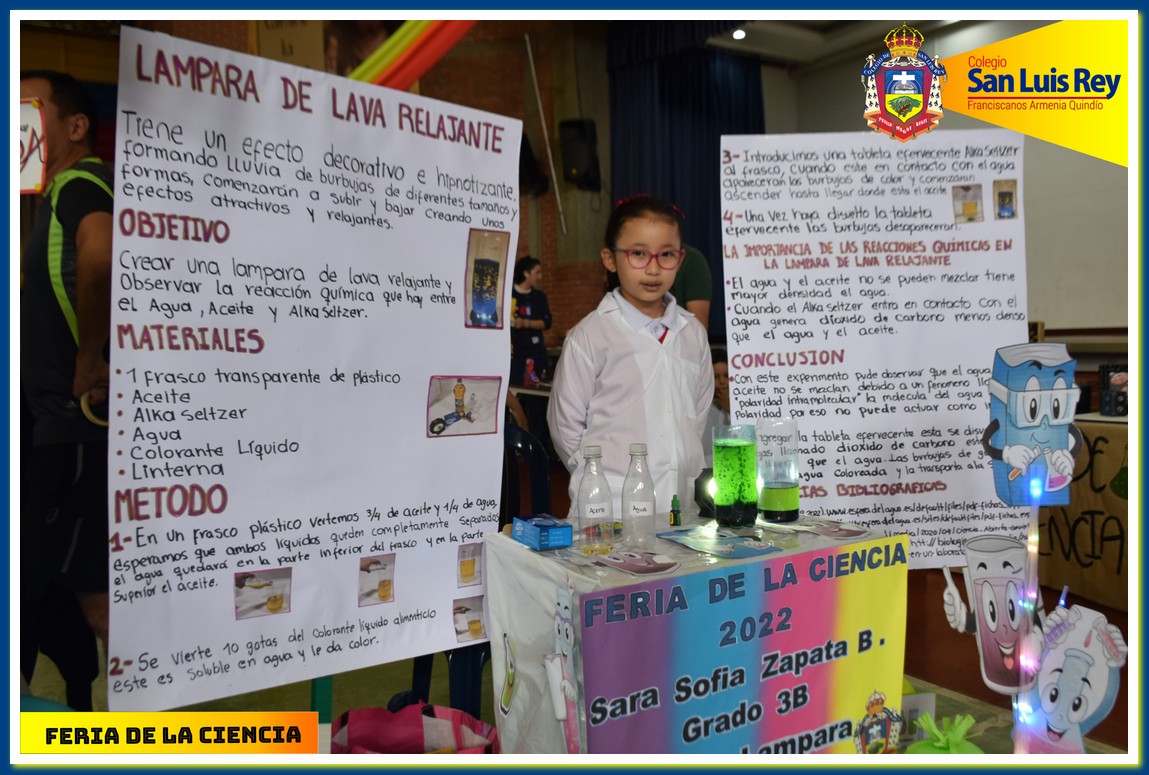 LAMPARA DE LAVA RELAJANTE
Tiene un efecto decorativo e hipnotizante,
formando lluvia de burbujas de diferentes tamaños y
formas, comenzarán a subir y bajar creando unos
efectos atractivos y relajantes.
OBJETIVO
Crear una lampara de lava relajante y
Observar la reacción química que hay entre
el Agua, Aceite y Alka Seltzer.
MATERIALES
• 1 frasco transparente de plástico
• Aceite
• Alka Seltzer
• Agua
• Colorante Líquido
• Linterna
METODO
1- En un frasco plástico vertemos 3/4 de aceite y 1/4 de agua,
esperamos que ambos líquidos queden completamente separados
el agua quedará en la parte inferior del frasco y en la parte
superior el aceite.
2- Se vierte 10 gotas del colorante líquido alimenticio
este es soluble en agua y le da color.
3- Introducimos una tableta efervescente Alka Seltzer
al frasco, cuando este en contacto con el agua
aparecerán las burbujas de color y comenzarán
ascender hasta llegar donde esta el aceite
4- Una vez haya disuelto la tableta
efervescente las burbujas desaparecerán.
LA IMPORTANCIA DE LAS REACCIONES QUÍMICAS EN
LA LAMPARA DE LAVA RELAJANTE
• El agua y el aceite no se pueden mezclar tiene
mayor densidad el agua.
• Cuando el Alka Seltzer entra en contacto con el
agua genera dioxido de carbono menos denso
que el agua y el aceite.
CONCLUSION
• Con este experimento pude observar que el agua
aceite no se mezclan debido a un fenomeno
"polaridad intramolecular" la molecula del agua
polaridad por eso no puede actuar como
la tableta efervescente esta se
dioxido de carbono
que el agua. Las burbujas de
agua coloreada y la transporta a la
BIBLIOGRAFICAS
Aceite
Agua
FERIA DE LA CIENCIA
2022
Sara Sofia Zapata B.
Grado 3B
Lampara
Colegio
San Luis Rey
Franciscanos Armenia Quindío
FERIA DE LA CIENCIA